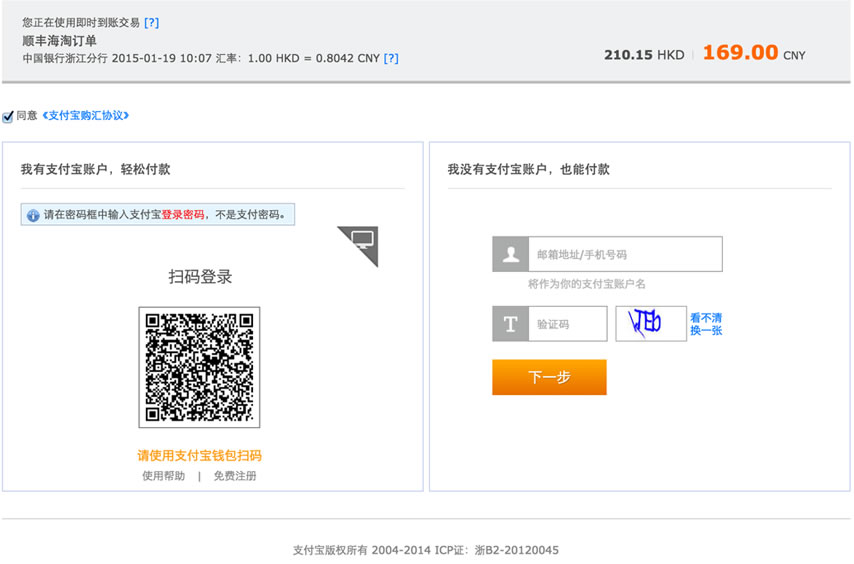 您正在使用即时到账交易 [?]
顺丰海淘订单
中国银行浙江分行 2015-01-19 10:07 汇率：1.00 HKD = 0.8042 CNY [?]
210.15 HKD | 169.00 CNY
同意 《支付宝购汇协议》
我有支付宝账户，轻松付款
请在密码框中输入支付宝登录密码，不是支付密码。
扫码登录
请使用支付宝钱包扫码
使用帮助 | 免费注册
我没有支付宝账户，也能付款
邮箱地址/手机号码
将作为你的支付宝账户名
T
验证码
看不清
换一张
下一步
支付宝版权所有 2004-2014 ICP证：浙B2-20120045